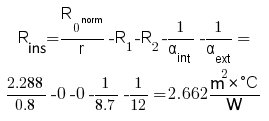 R_ins = R_0^norm / r - R_1 - R_2 - 1/α_int - 1/α_ext =
2.288/0.8 - 0 - 0 - 1/8.7 - 1/12 = 2.662 m²×°C/W